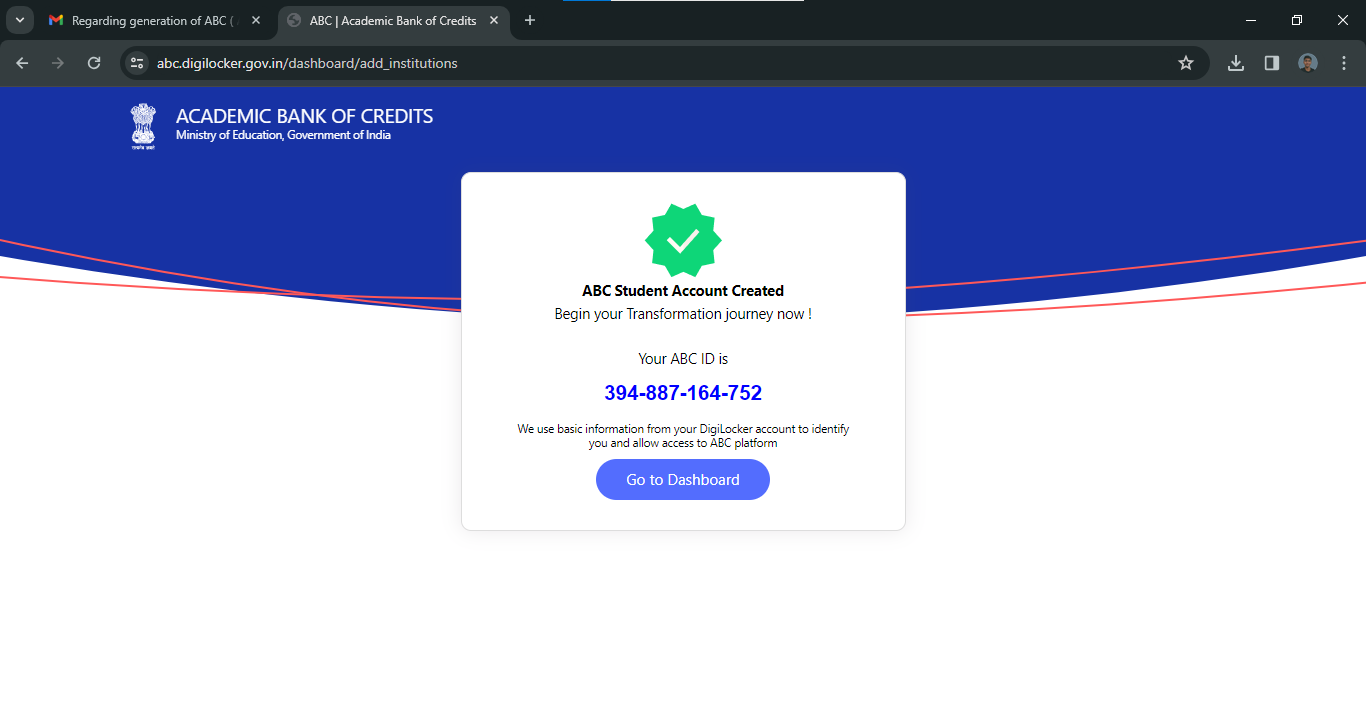 Regarding generation of ABC (
ABC | Academic Bank of Credits
abc.digilocker.gov.in/dashboard/add_institutions
ACADEMIC BANK OF CREDITS
Ministry of Education, Government of India
ABC Student Account Created
Begin your Transformation journey now !
Your ABC ID is
394-887-164-752
We use basic information from your DigiLocker account to identify
you and allow access to ABC platform
Go to Dashboard